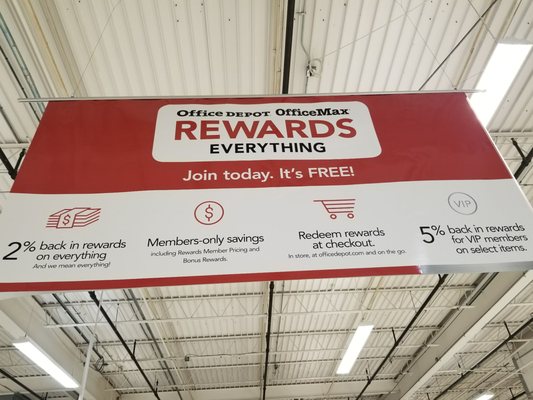 Office DEPOT OfficeMax
REWARDS
EVERYTHING
Join today. It's FREE!
2% back in rewards
on everything
And we mean everything!
$
Members-only savings
including Rewards Member Pricing and
Bonus Rewards.
Redeem rewards
at checkout.
In store, at officedepot.com and on the go.
VIP
5% back in rewards
for VIP members
on select items.